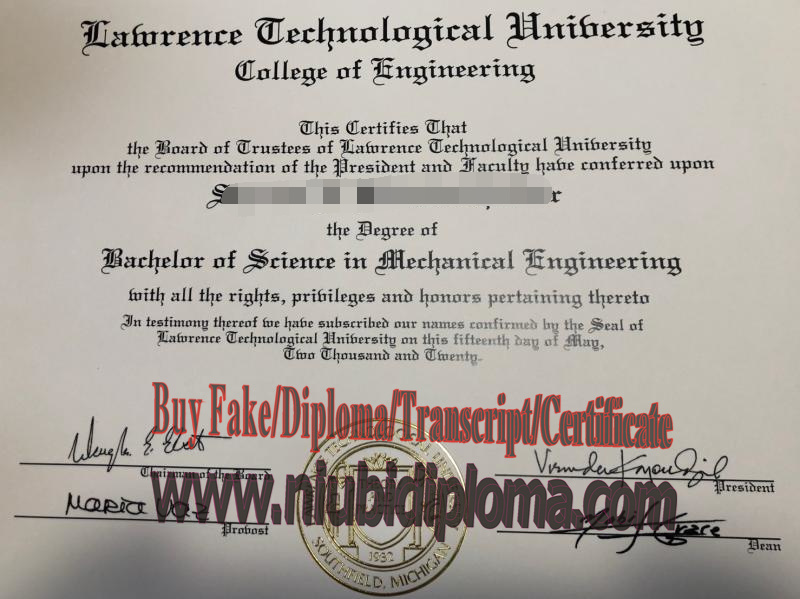 Lawrence Technological University
College of Engineering
This Certifies That
the Board of Trustees of Lawrence Technological University
upon the recommendation of the President and Faculty have conferred upon
the Degree of
Bachelor of Science in Mechanical Engineering
with all the rights, privileges and honors pertaining thereto
In testimony thereof we have subscribed our names confirmed by the Seal of
Lawrence Technological University on this fifteenth day of May,
Two Thousand and Twenty
Buy Fake/Diploma/Transcript/Certificate
Chairman of the Board
President
www.niubidiploma.com
Provost
Dean
1932
SOUTHFIELD, MICHIGAN